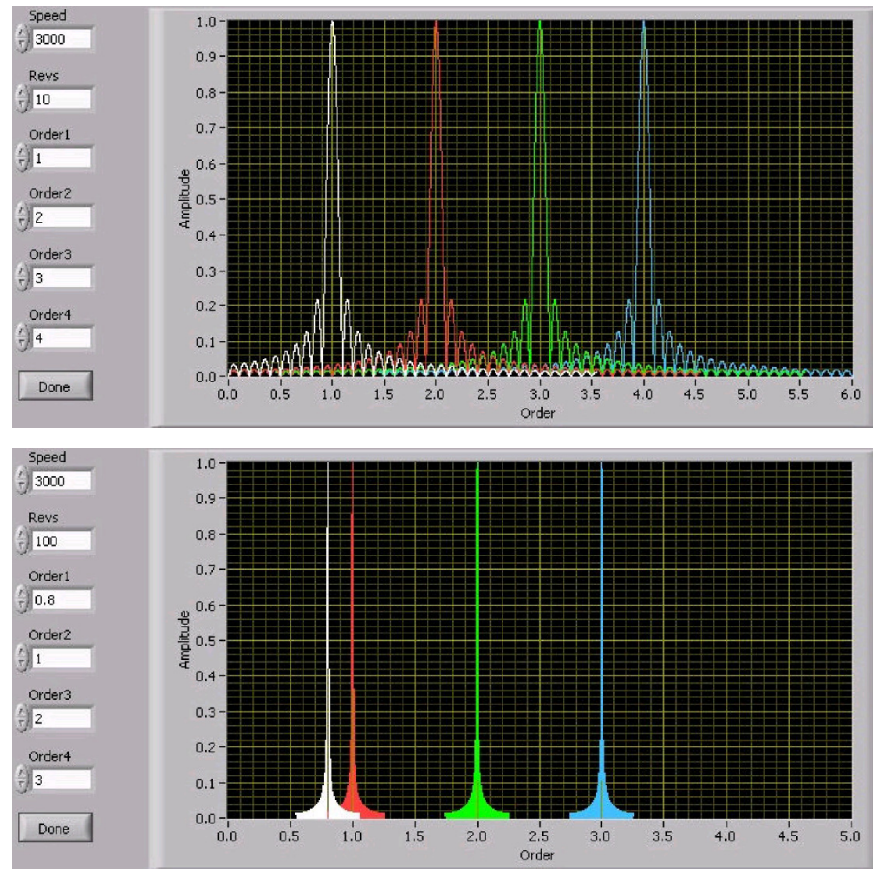 Speed
3000
Revs
10
Order1
1
Order2
2
Order3
3
Order4
4
Done
1.0
0.9
0.8
0.7
0.6
0.5
0.4
0.3
0.2
0.1
0.0
Amplitude
0.0 0.5 1.0 1.5 2.0 2.5 3.0 3.5 4.0 4.5 5.0 5.5 6.0
Order
Speed
3000
Revs
100
Order1
0.8
Order2
1
Order3
2
Order4
3
Done
1.0
0.9
0.8
0.7
0.6
0.5
0.4
0.3
0.2
0.1
0.0
Amplitude
0.0 0.5 1.0 1.5 2.0 2.5 3.0 3.5 4.0 4.5 5.0
Order